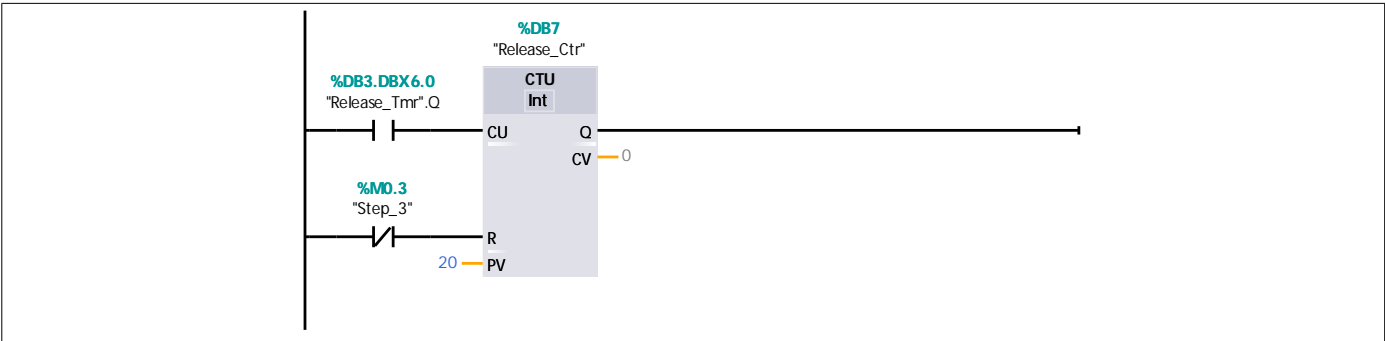 %DB7
"Release_Ctr"
%DB3.DBX6.0
"Release_Tmr".Q
CTU
Int
CU
Q
CV
0
%M0.3
"Step_3"
R
20
PV